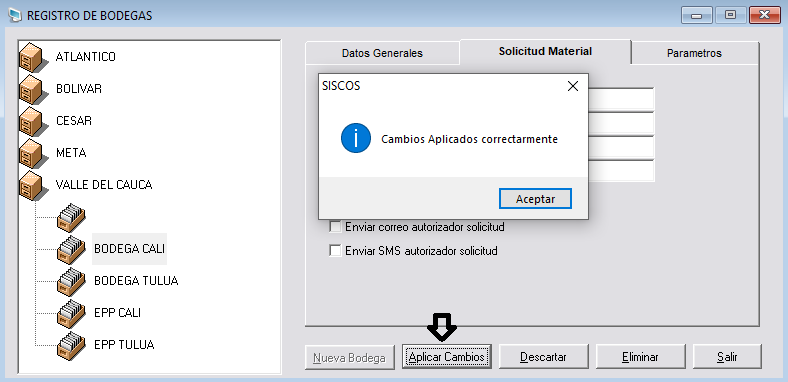 REGISTRO DE BODEGAS
ATLANTICO
BOLIVAR
CESAR
META
VALLE DEL CAUCA
BODEGA CALI
BODEGA TULUA
EPP CALI
EPP TULUA
Datos Generales
Solicitud Material
Parametros
SISCOS
Cambios Aplicados correctarmente
Aceptar
Enviar correo autorizador solicitud
Enviar SMS autorizador solicitud
Nueva Bodega
Aplicar Cambios
Descartar
Eliminar
Salir